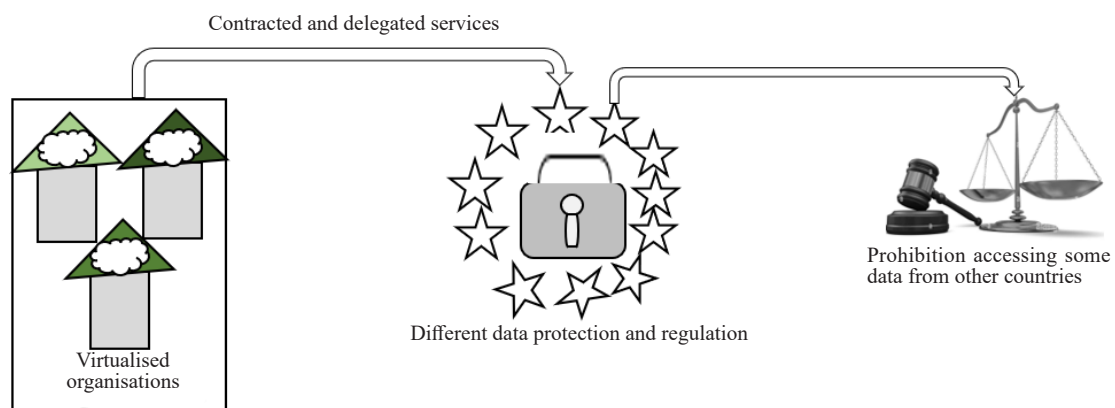 Contracted and delegated services
Prohibition accessing some
data from other countries
Different data protection and regulation
Virtualised
organisations